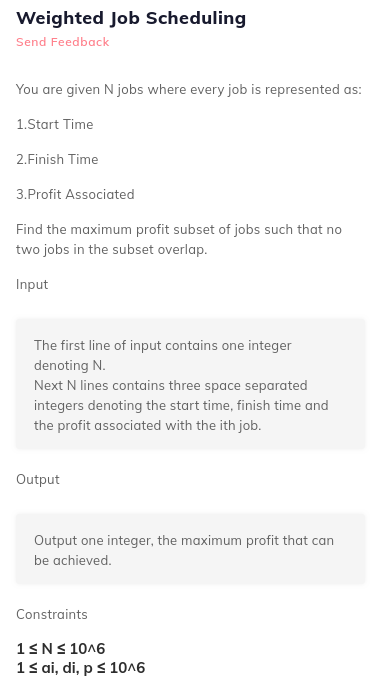 Weighted Job Scheduling
Send Feedback
You are given N jobs where every job is represented as:
1.Start Time
2.Finish Time
3.Profit Associated
Find the maximum profit subset of jobs such that no
two jobs in the subset overlap.
Input
The first line of input contains one integer
denoting N.
Next N lines contains three space separated
integers denoting the start time, finish time and
the profit associated with the ith job.
Output
Output one integer, the maximum profit that can
be achieved.
Constraints
1 ≤ N ≤ 10^6
1 ≤ ai, di, p ≤ 10^6